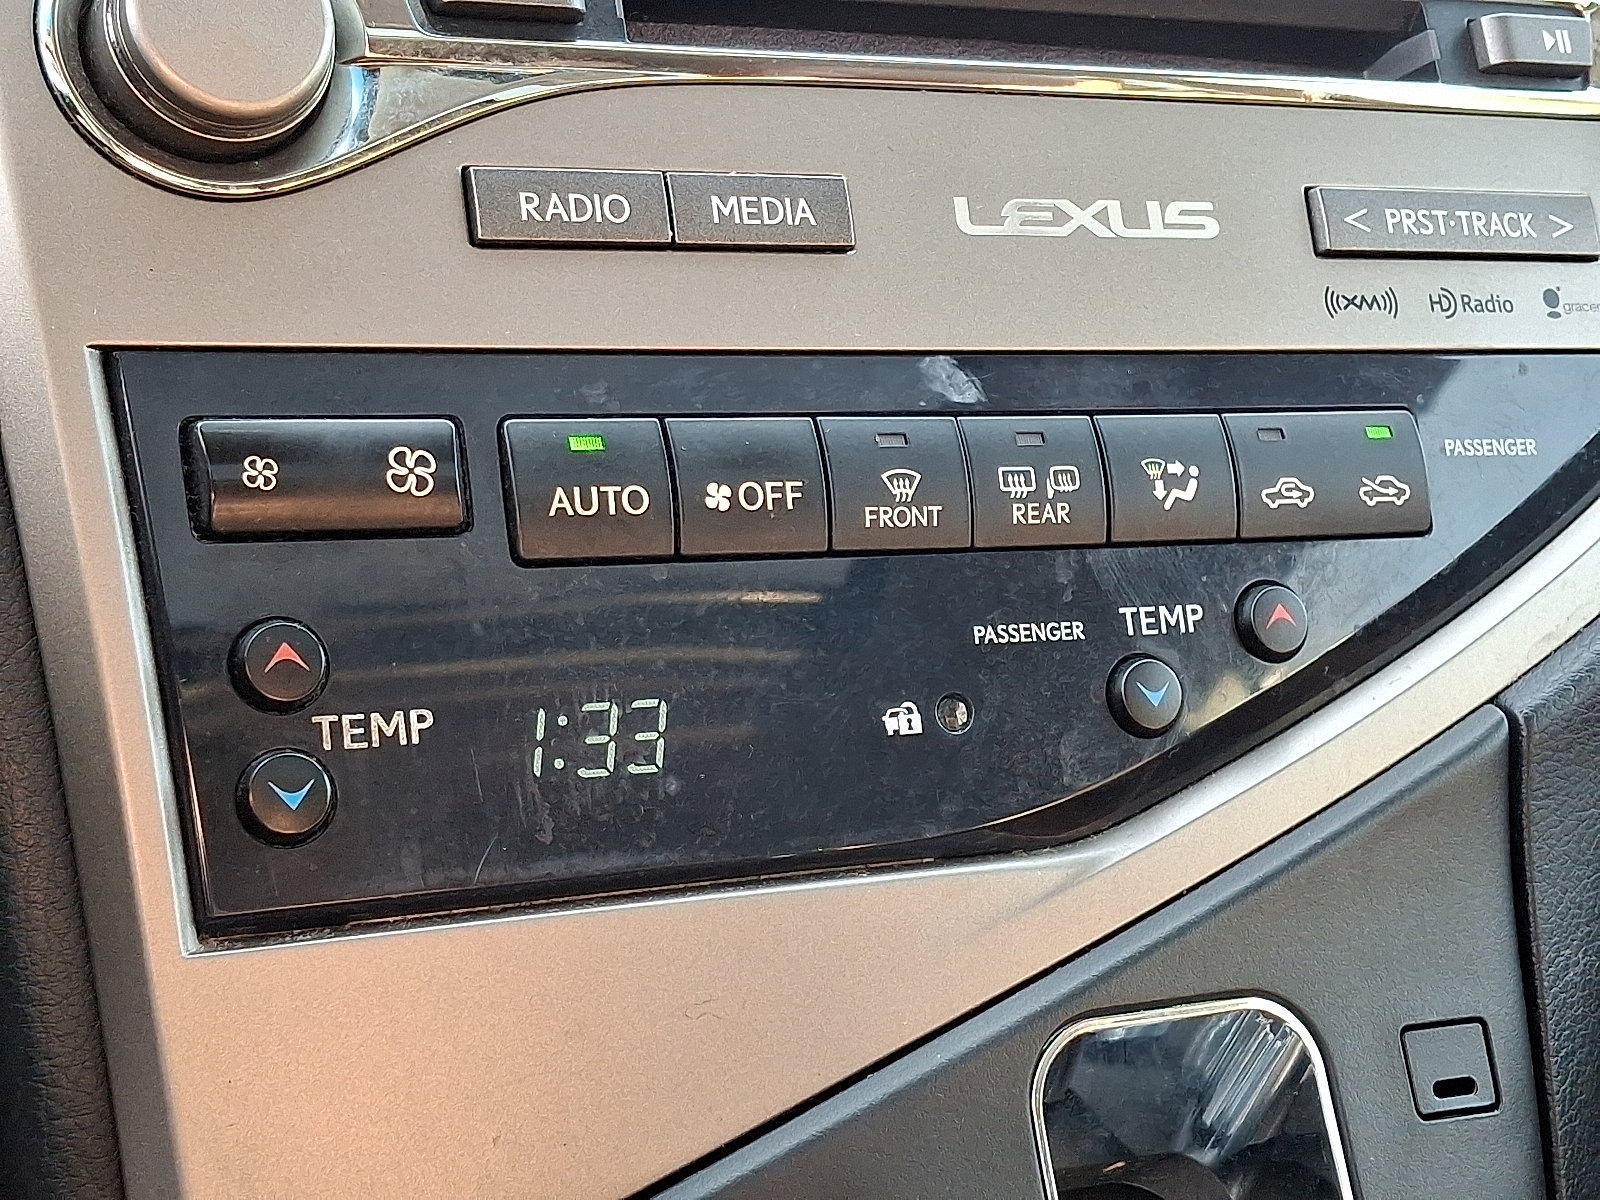 RADIO MEDIA LEXUS < PRST·TRACK >
((XM)) HD Radio
AUTO OFF FRONT REAR PASSENGER
PASSENGER TEMP
TEMP 1:33